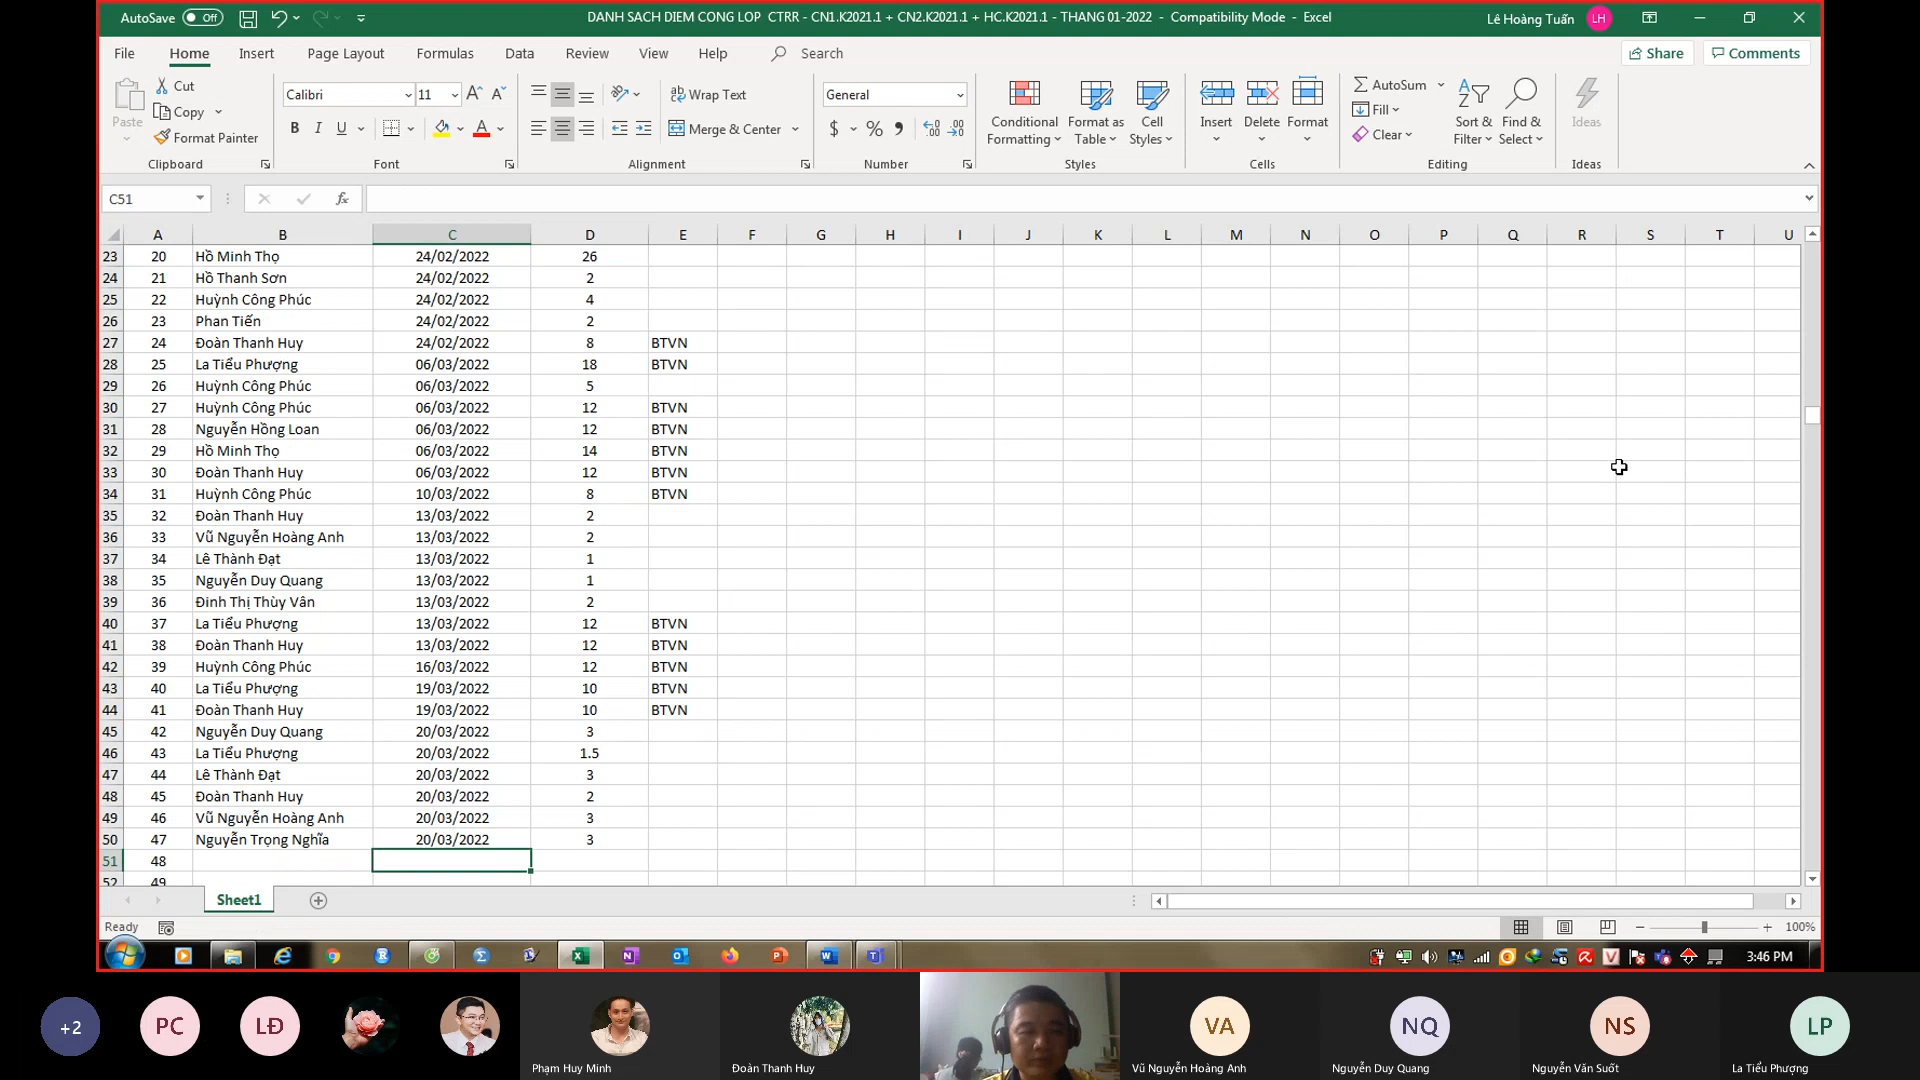 AutoSave Off DANH SACH DIEM CONG LOP CTRR - CN1.K2021.1 + CN2.K2021.1 + HC.K2021.1 - THANG 01-2022 - Compatibility Mode - Excel Lê Hoàng Tuấn LH
File Home Insert Page Layout Formulas Data Review View Help Search Share Comments
Paste Cut Copy Format Painter
Calibri 11 B I U A
Wrap Text Merge & Center
General $ %
Conditional Formatting Format as Table Cell Styles
Insert Delete Format
AutoSum Fill Clear Sort & Filter Find & Select Ideas
Clipboard Font Alignment Number Styles Cells Editing Ideas
C51 fx
A B C D E F G H I J K L M N O P Q R S T U
23 20 Hồ Minh Thọ 24/02/2022 26
24 21 Hồ Thanh Sơn 24/02/2022 2
25 22 Huỳnh Công Phúc 24/02/2022 4
26 23 Phan Tiến 24/02/2022 2
27 24 Đoàn Thanh Huy 24/02/2022 8 BTVN
28 25 La Tiểu Phượng 06/03/2022 18 BTVN
29 26 Huỳnh Công Phúc 06/03/2022 5
30 27 Huỳnh Công Phúc 06/03/2022 12 BTVN
31 28 Nguyễn Hồng Loan 06/03/2022 12 BTVN
32 29 Hồ Minh Thọ 06/03/2022 14 BTVN
33 30 Đoàn Thanh Huy 06/03/2022 12 BTVN
34 31 Huỳnh Công Phúc 10/03/2022 8 BTVN
35 32 Đoàn Thanh Huy 13/03/2022 2
36 33 Vũ Nguyễn Hoàng Anh 13/03/2022 2
37 34 Lê Thành Đạt 13/03/2022 1
38 35 Nguyễn Duy Quang 13/03/2022 1
39 36 Đinh Thị Thùy Vân 13/03/2022 2
40 37 La Tiểu Phượng 13/03/2022 12 BTVN
41 38 Đoàn Thanh Huy 13/03/2022 12 BTVN
42 39 Huỳnh Công Phúc 16/03/2022 12 BTVN
43 40 La Tiểu Phượng 19/03/2022 10 BTVN
44 41 Đoàn Thanh Huy 19/03/2022 10 BTVN
45 42 Nguyễn Duy Quang 20/03/2022 3
46 43 La Tiểu Phượng 20/03/2022 1.5
47 44 Lê Thành Đạt 20/03/2022 3
48 45 Đoàn Thanh Huy 20/03/2022 2
49 46 Vũ Nguyễn Hoàng Anh 20/03/2022 3
50 47 Nguyễn Trọng Nghĩa 20/03/2022 3
51 48
52 49
Sheet1
Ready 100%
3:46 PM
+2 PC LĐ VA NQ NS LP
Phạm Huy Minh Đoàn Thanh Huy Vũ Nguyễn Hoàng Anh Nguyễn Duy Quang Nguyễn Văn Suốt La Tiểu Phượng